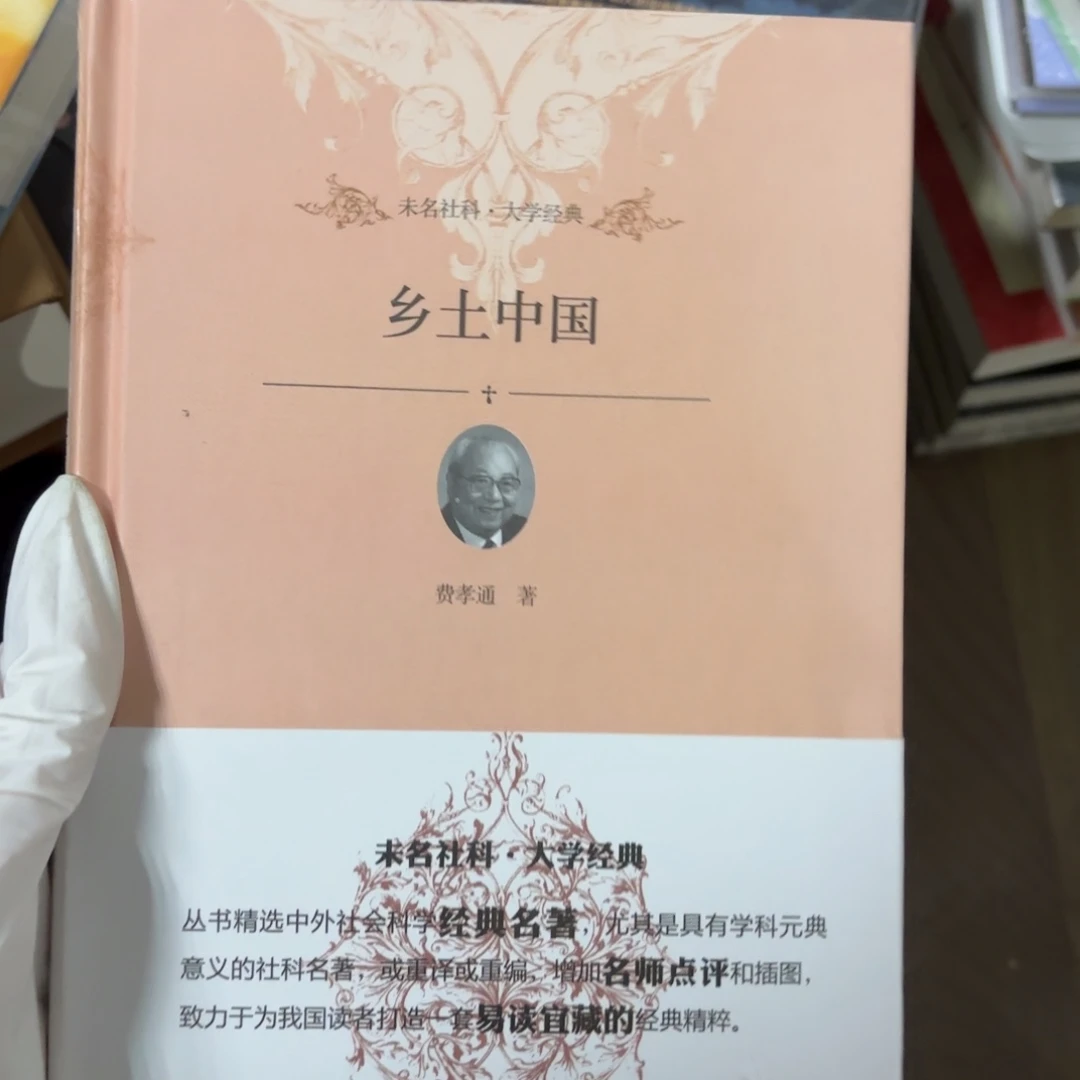 未名社科·大学经典
乡土中国
费孝通 著
未名社科·大学经典
丛书精选中外社会科学经典名著，尤其是具有学科元典
意义的社科名著，或重译或重编，增加名师点评和插图，
致力于为我国读者打造一套易读宜藏的经典精粹。